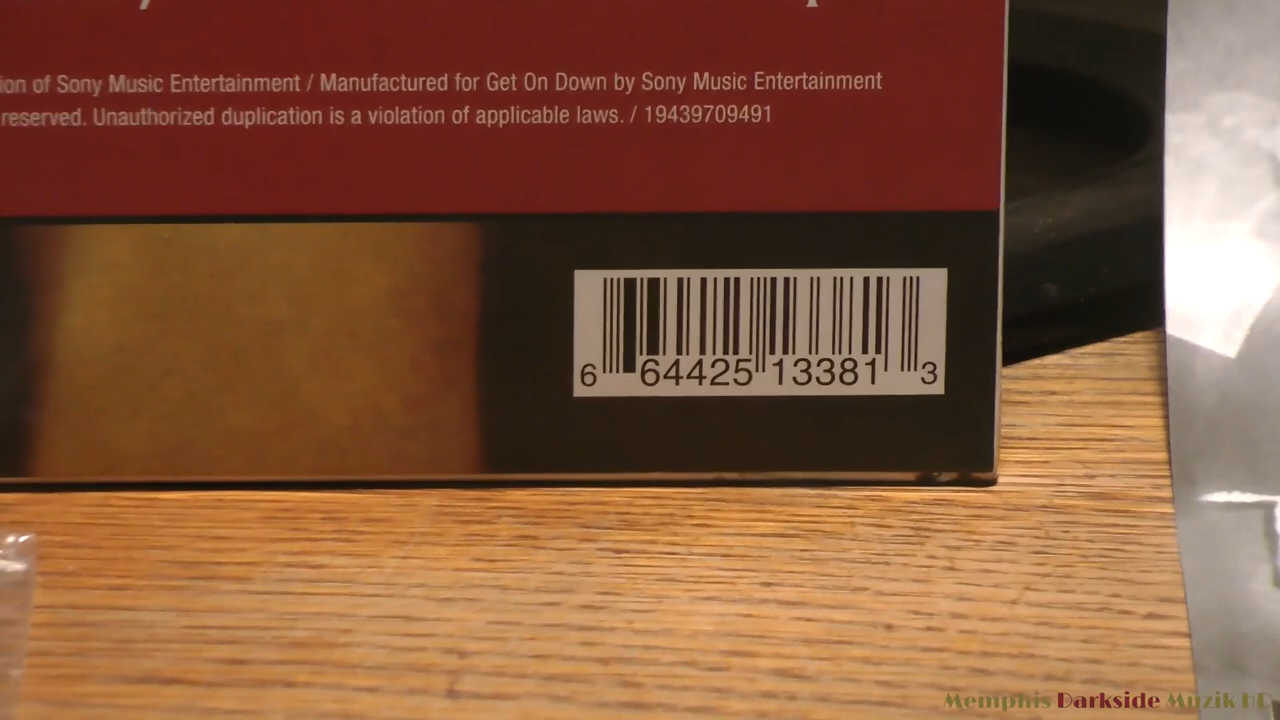 ion of Sony Music Entertainment / Manufactured for Get On Down by Sony Music Entertainment
reserved. Unauthorized duplication is a violation of applicable laws. / 19439709491
6 64425 13381 3
Memphis Darkside Muzik HD